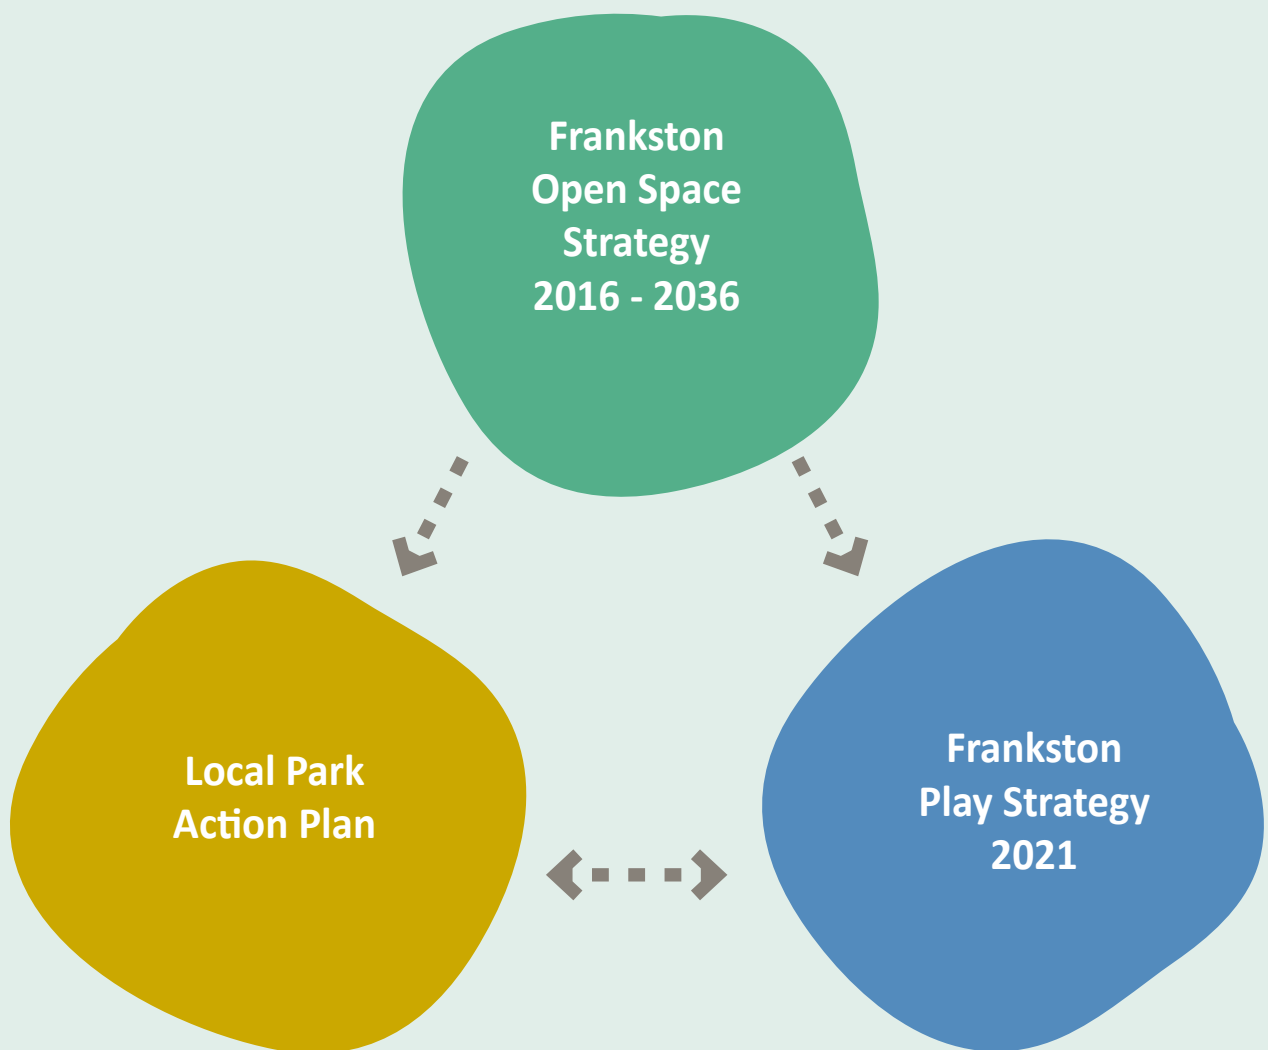 Frankston
Open Space
Strategy
2016 - 2036
Local Park
Action Plan
Frankston
Play Strategy
2021